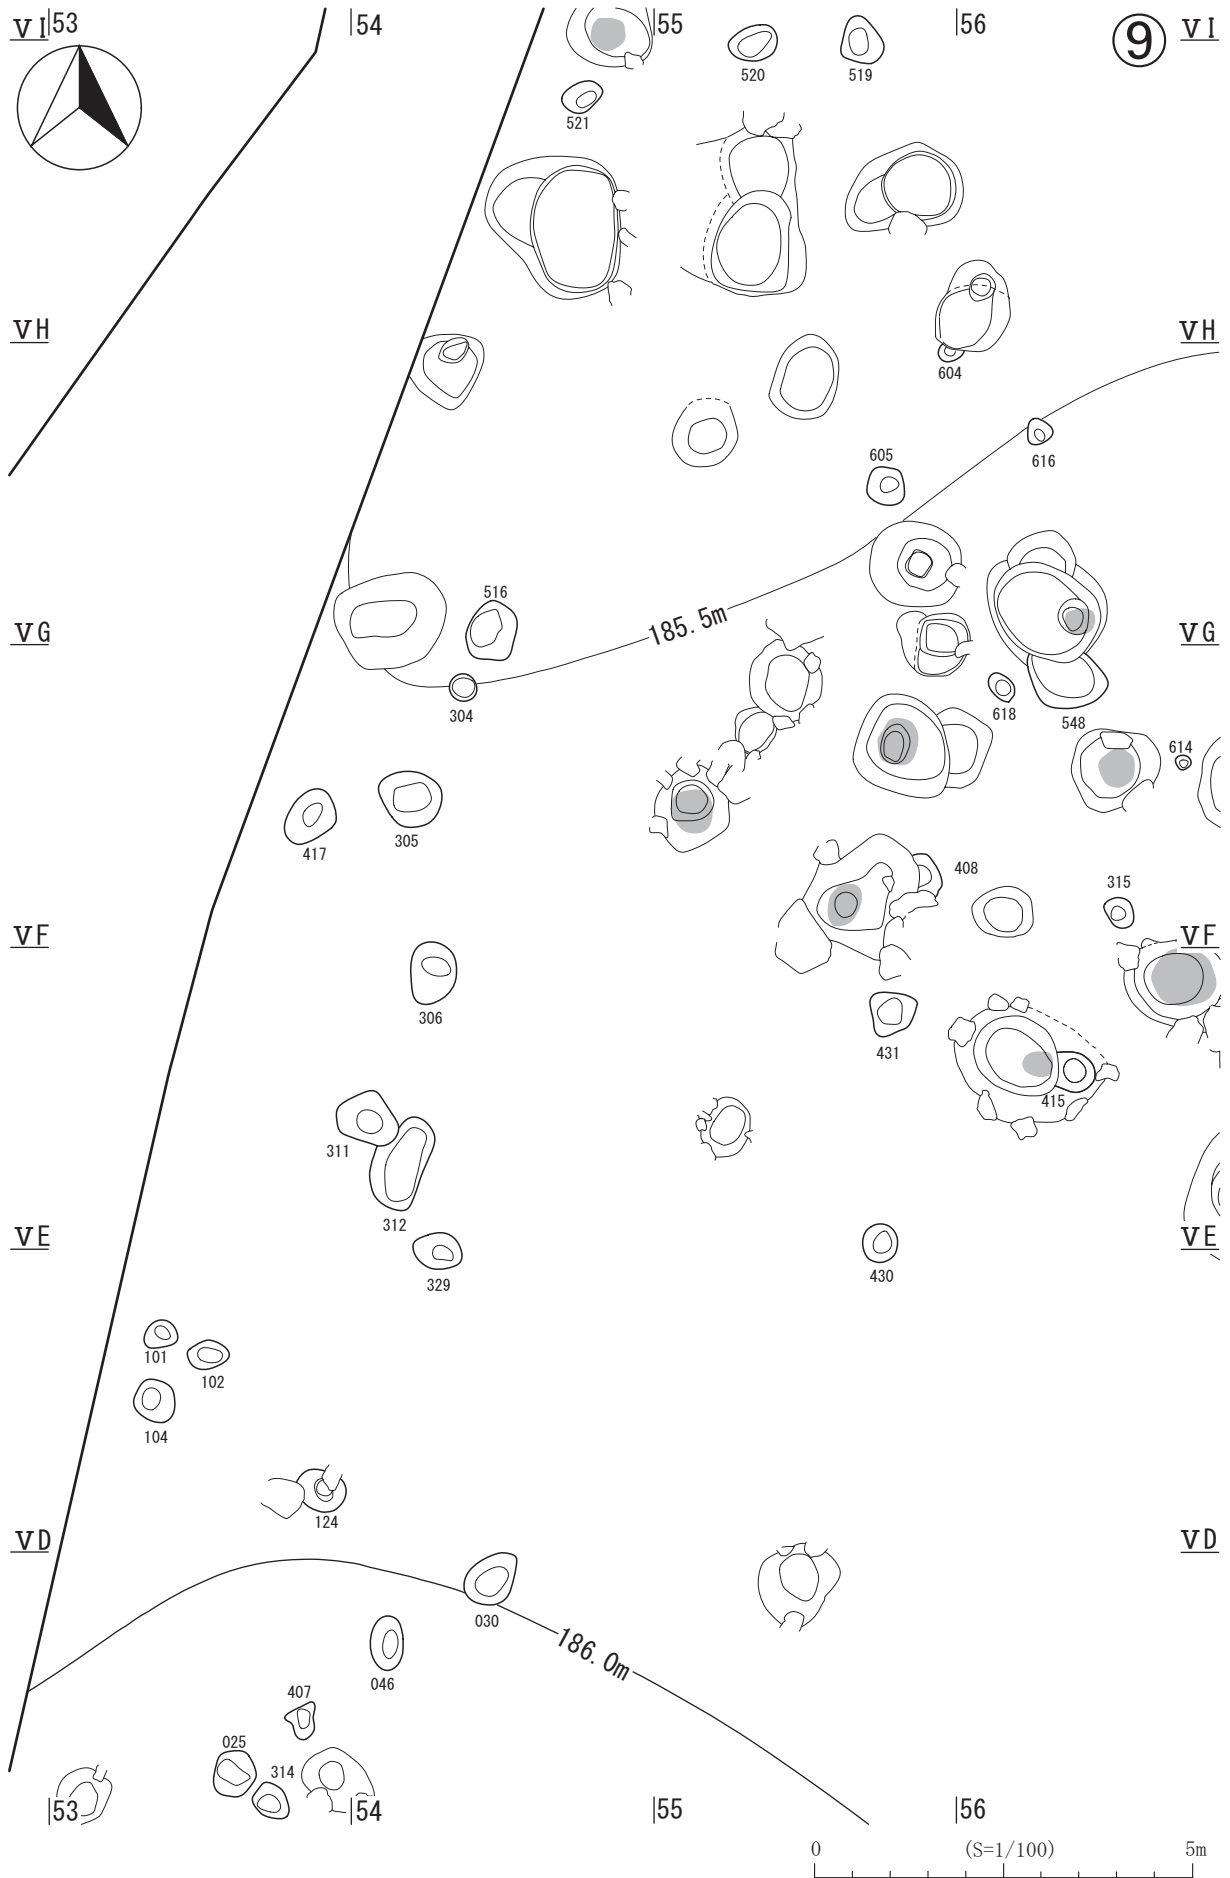 ⅤI
53
54
55
56
⑨
ⅤI
520
519
521
ⅤH
ⅤH
604
616
605
516
185.5m
ⅤG
ⅤG
304
618
548
614
417
305
408
315
ⅤF
ⅤF
306
431
415
311
312
ⅤE
ⅤE
329
430
101
102
104
124
ⅤD
ⅤD
030
186.0m
046
407
025
314
53
54
55
56
0 (S=1/100) 5m